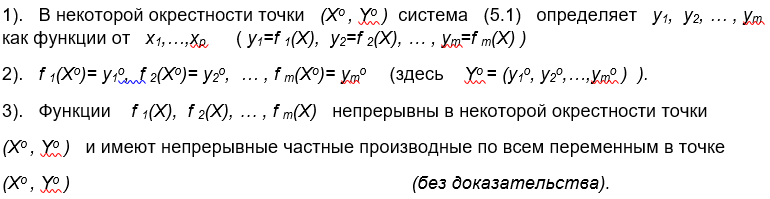 1). В некоторой окрестности точки (Xᵒ, Yᵒ) система (5.1) определяет y₁, y₂, … , yₘ
как функции от x₁,…,xₚ ( y₁=f ₁(X), y₂=f ₂(X), … , yₘ=f ₘ(X) )
2). f ₁(Xᵒ)= y₁ᵒ, f ₂(Xᵒ)= y₂ᵒ, … , f ₘ(Xᵒ)= yₘᵒ (здесь Yᵒ= (y₁ᵒ, y₂ᵒ,…,yₘᵒ ) ).
3). Функции f ₁(X), f ₂(X), … , f ₘ(X) непрерывны в некоторой окрестности точки
(Xᵒ, Yᵒ ) и имеют непрерывные частные производные по всем переменным в точке
(Xᵒ, Yᵒ ) (без доказательства).